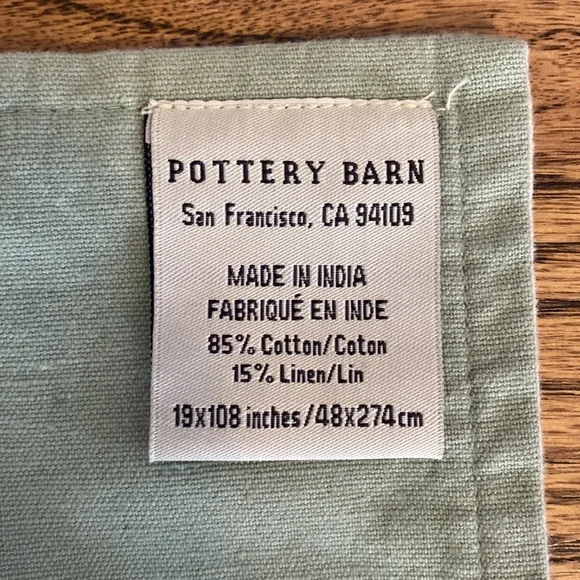 POTTERY BARN
San Francisco, CA 94109
MADE IN INDIA
FABRIQUÉ EN INDE
85% Cotton/Coton
15% Linen/Lin
19x108 inches/48x274cm